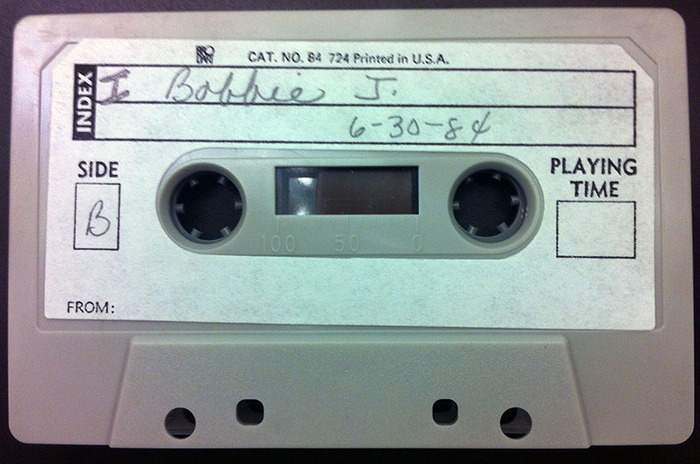 CAT. NO. 84 724 Printed in U.S.A.
INDEX I Bobbie J.
6-30-84
SIDE
B
PLAYING
TIME
100 50 0
FROM: